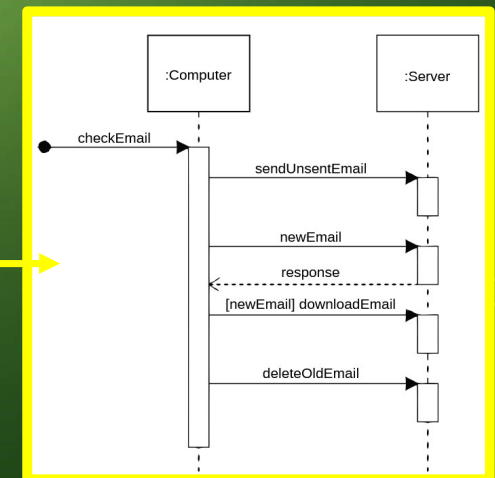 :Computer
:Server
checkEmail
sendUnsentEmail
newEmail
response
[newEmail] downloadEmail
deleteOldEmail